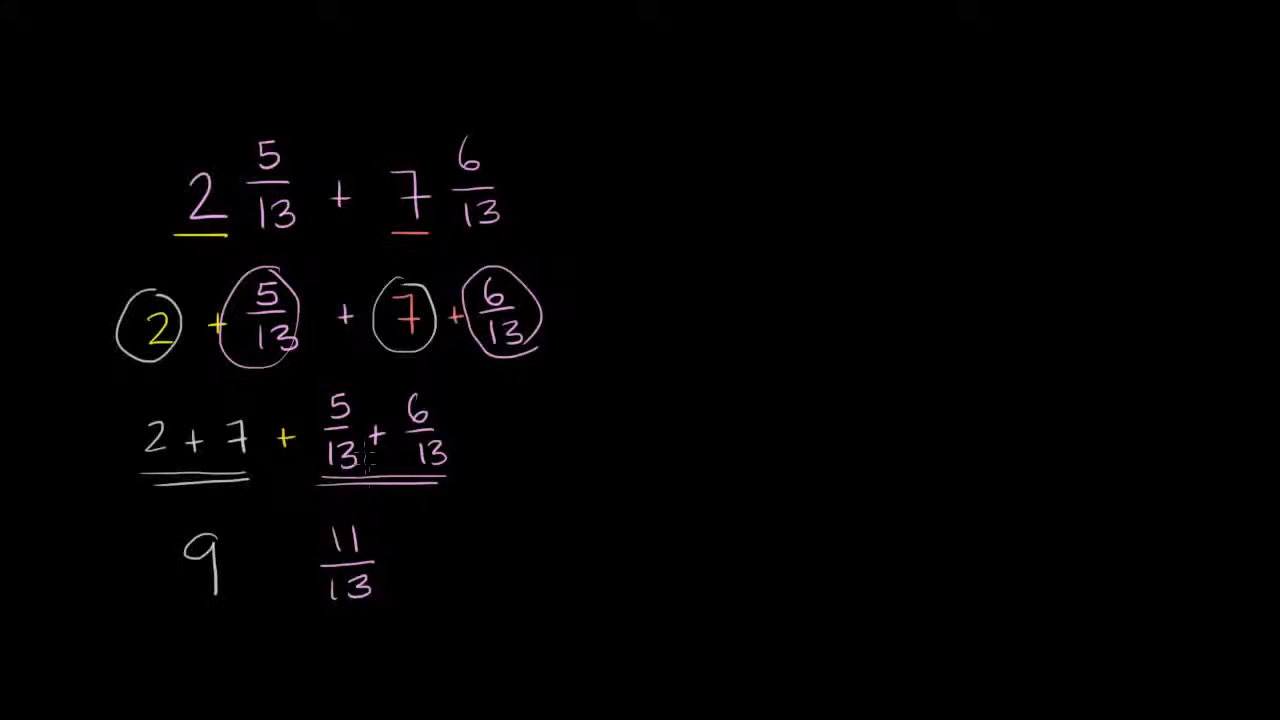 2 5/13 + 7 6/13
2 + 5/13 + 7 + 6/13
2 + 7 + 5/13 + 6/13
9 11/13